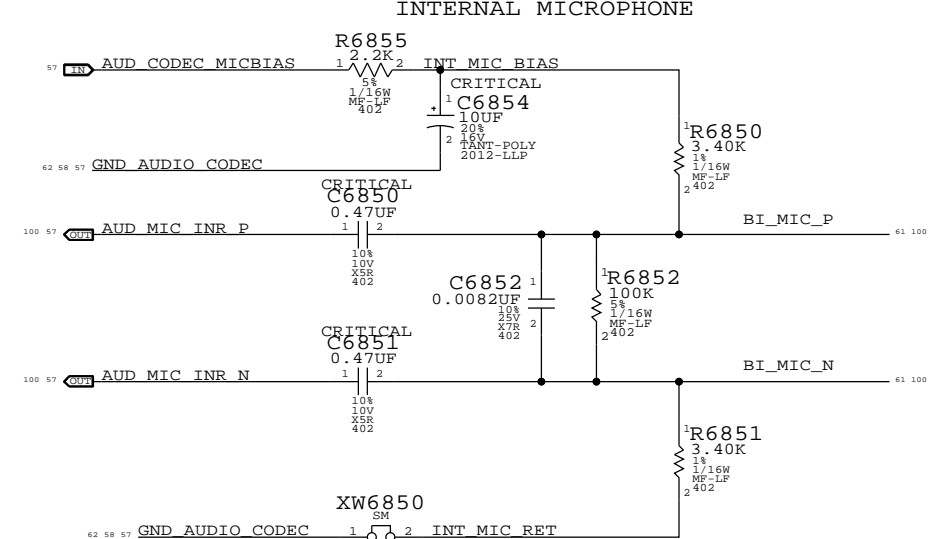 INTERNAL MICROPHONE
R6855
2.2K
57 IN AUD_CODEC_MICBIAS 1 2 INT_MIC_BIAS
5%
1/16W
MF-LF
402
CRITICAL
1 C6854
10UF
20%
16V
2 TANT-POLY
2012-LLP
1 R6850
3.40K
1%
1/16W
MF-LF
2 402
62 58 57 GND_AUDIO_CODEC
CRITICAL
C6850
0.47UF
100 57 OUT AUD_MIC_INR_P 1 2 BI_MIC_P 61 100
10%
10V
X5R
402
C6852 1
0.0082UF
10%
25V
X7R 2
402
1 R6852
100K
5%
1/16W
MF-LF
2 402
CRITICAL
C6851
0.47UF
100 57 OUT AUD_MIC_INR_N 1 2 BI_MIC_N 61 100
10%
10V
X5R
402
1 R6851
3.40K
1%
1/16W
MF-LF
2 402
XW6850
SM
62 58 57 GND_AUDIO_CODEC 1 2 INT_MIC_RET